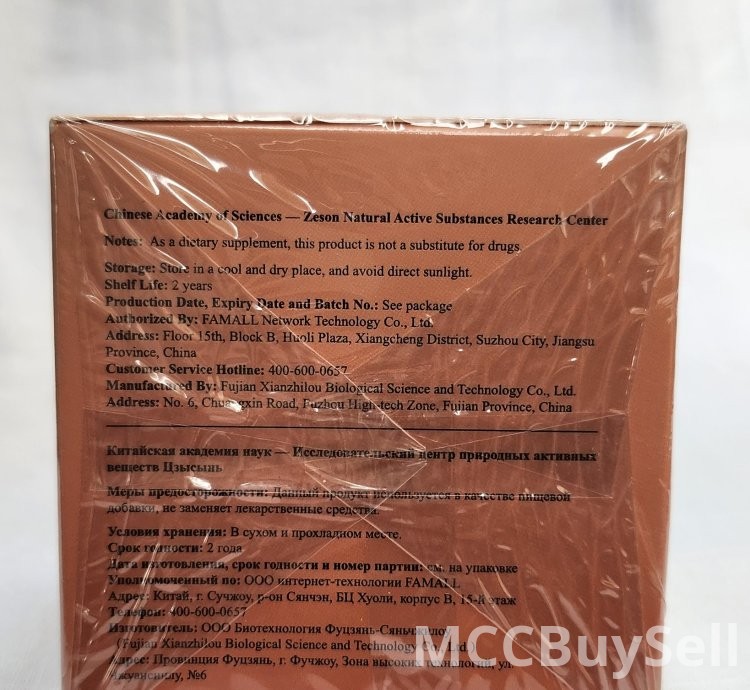 Chinese Academy of Sciences — Zeson Natural Active Substances Research Center
Notes: As a dietary supplement, this product is not a substitute for drugs.
Storage: Store in a cool and dry place, and avoid direct sunlight.
Shelf Life: 2 years
Production Date, Expiry Date and Batch No.: See package
Authorized By: FAMALL Network Technology Co., Ltd.
Address: Floor 15th, Block B, Huoli Plaza, Xiangcheng District, Suzhou City, Jiangsu
Province, China
Customer Service Hotline: 400-600-0657
Manufactured By: Fujian Xianzhilou Biological Science and Technology Co., Ltd.
Address: No. 6, Chuangxin Road, Fuzhou High-tech Zone, Fujian Province, China
Китайская академия наук — Исследовательский центр природных активных
веществ Цзысынь
Меры предосторожности: Данный продукт используется в качестве пищевой
добавки, не заменяет лекарственные средства.
Условия хранения: В сухом и прохладном месте.
Срок годности: 2 года
Дата изготовления, срок годности и номер партии: см. на упаковке
Уполномоченный по: ООО интернет-технологии FAMALL
Адрес: Китай, г. Сучжоу, р-он Сянчэн, БЦ Хуоли, корпус В, 15-й этаж
Телефон: 400-600-0657
Изготовитель: ООО Биотехнология Фуцзянь-Сяньчжилоу
(Fujian Xianzhilou Biological Science and Technology Co., Ltd.)
Адрес: Провинция Фуцзянь, г. Фучжоу, Зона высоких технологий, ул.
№6
MCCBuySell